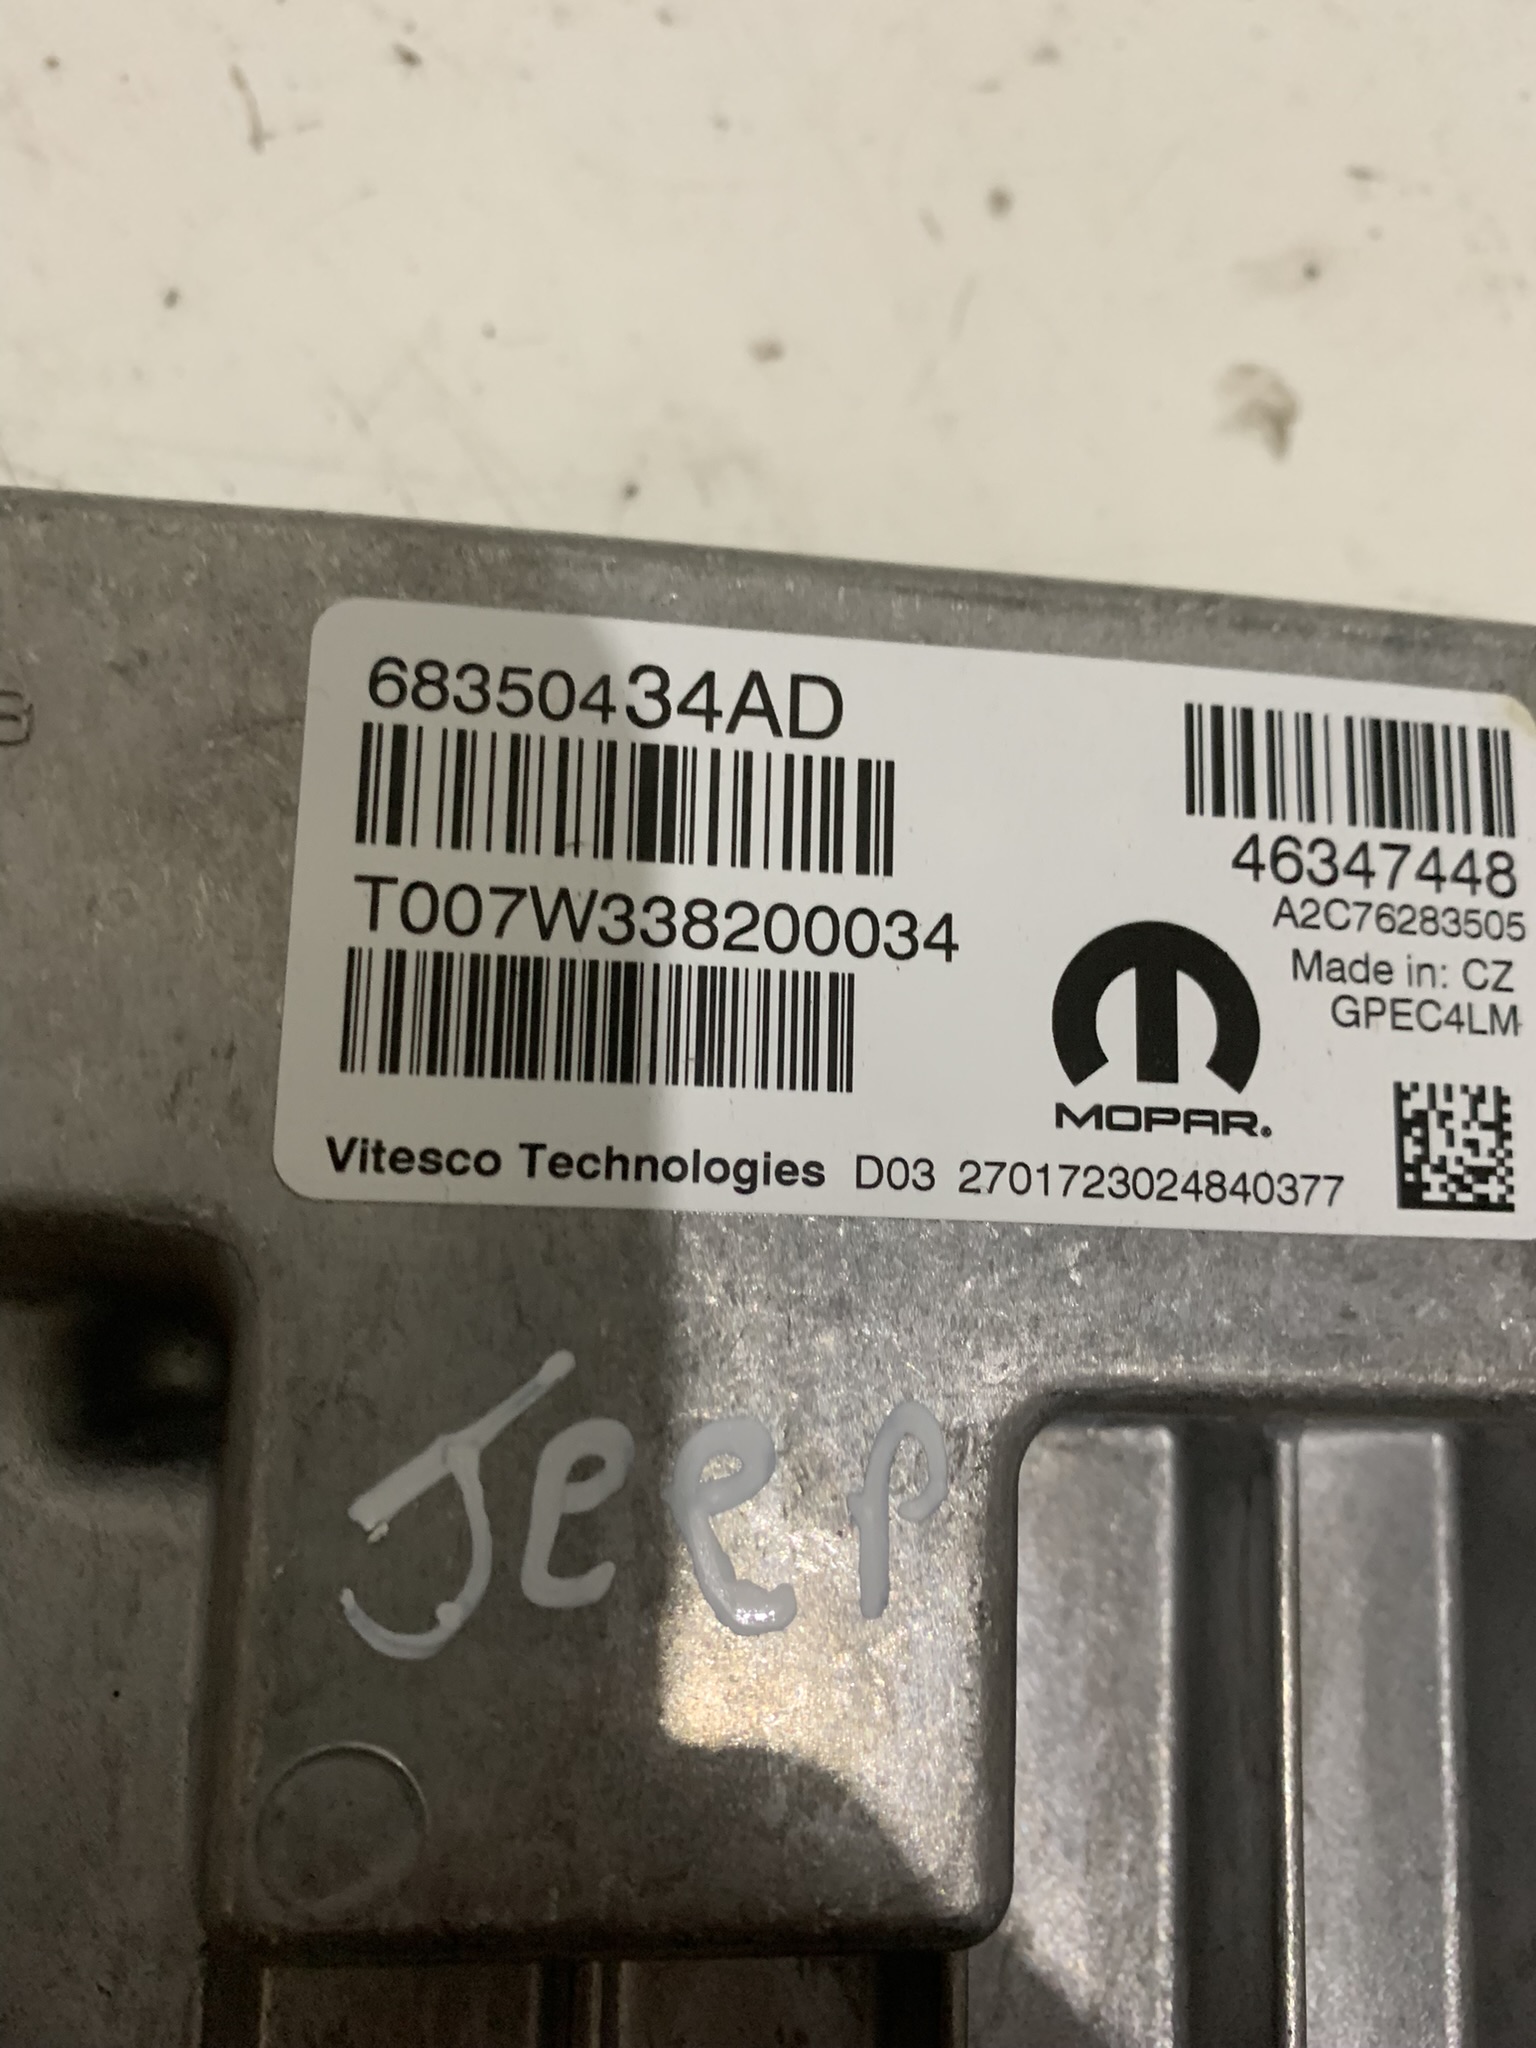 68350434AD
T007W338200034
46347448
A2C76283505
Made in: CZ
GPEC4LM
MOPAR.
Vitesco Technologies D03 2701723024840377
Jeep